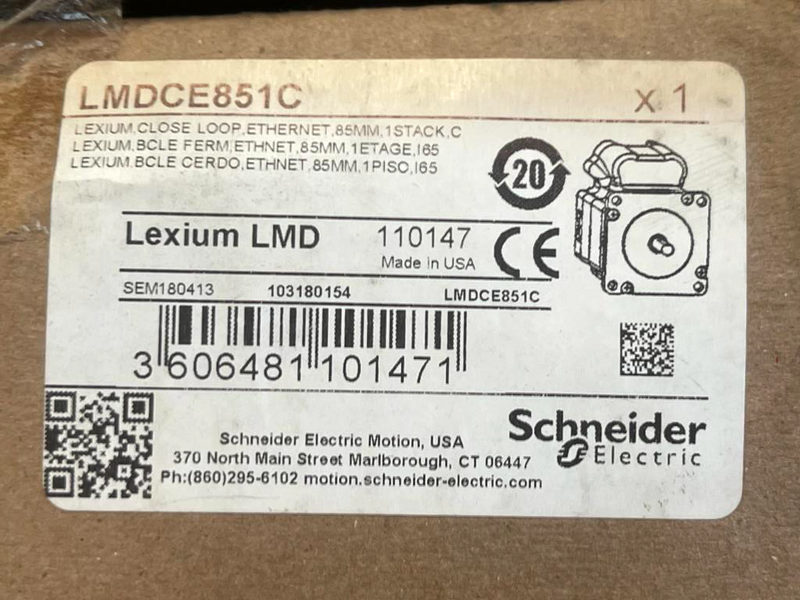 LMDCE851C x 1
LEXIUM,CLOSE LOOP,ETHERNET,85MM,1STACK,C
LEXIUM,BCLE FERM,ETHNET,85MM,1ETAGE,I65
LEXIUM,BCLE CERDO,ETHNET,85MM,1PISO,I65
20
Lexium LMD 110147
Made in USA
CE
SEM180413 103180154 LMDCE851C
3 606481 101471
Schneider Electric
Schneider Electric Motion, USA
370 North Main Street Marlborough, CT 06447
Ph:(860)295-6102 motion.schneider-electric.com